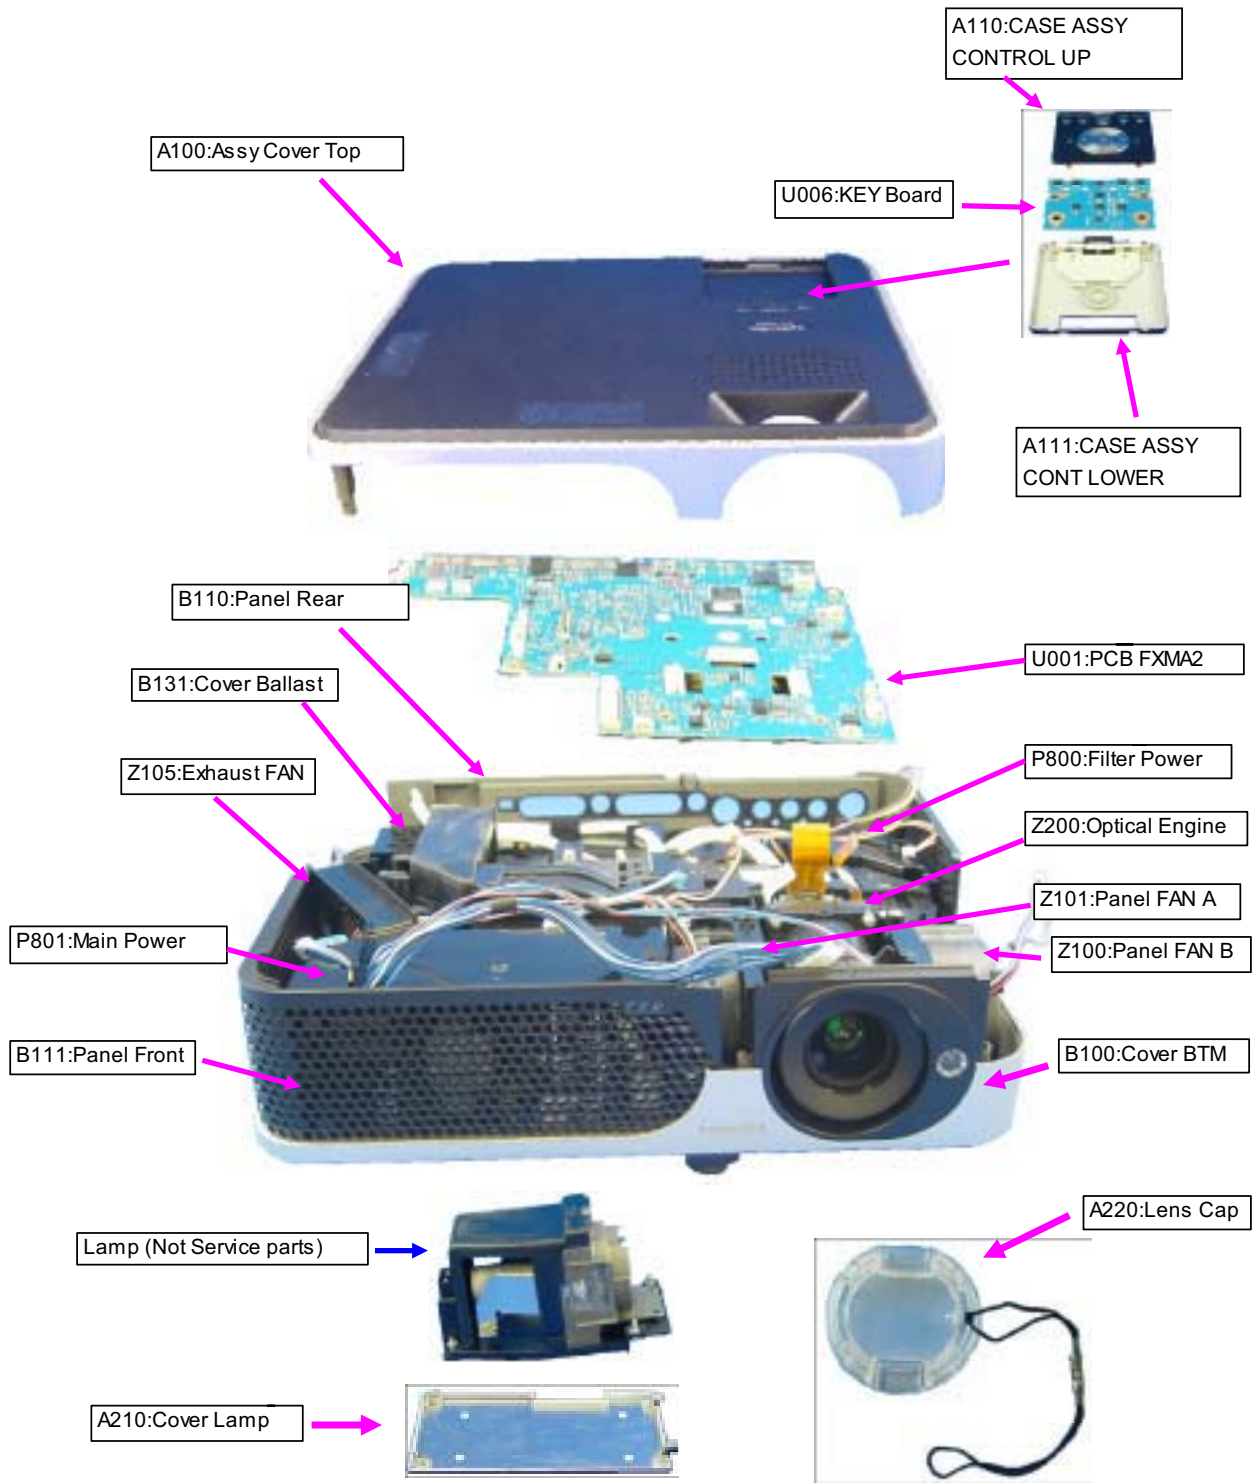 A110:CASE ASSY
CONTROL UP
A100:Assy Cover Top
U006:KEY Board
A111:CASE ASSY
CONT LOWER
B110:Panel Rear
U001:PCB FXMA2
B131:Cover Ballast
Z105:Exhaust FAN
P800:Filter Power
Z200:Optical Engine
Z101:Panel FAN A
P801:Main Power
Z100:Panel FAN B
B111:Panel Front
B100:Cover BTM
A220:Lens Cap
Lamp (Not Service parts)
A210:Cover Lamp